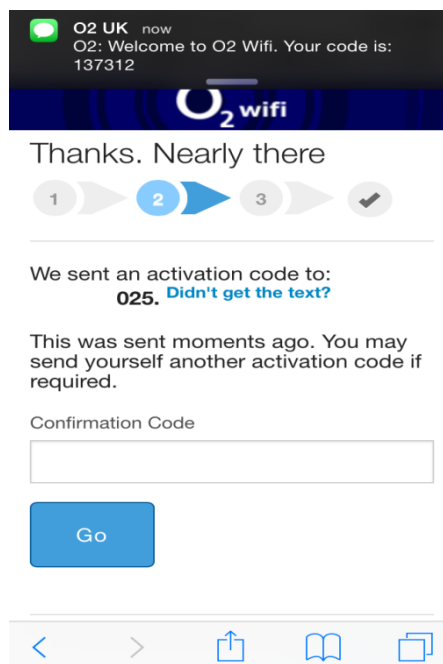 O2 UK now
O2: Welcome to O2 Wifi. Your code is:
137312
O2 wifi
Thanks. Nearly there
1 2 3
We sent an activation code to:
025. Didn't get the text?
This was sent moments ago. You may
send yourself another activation code if
required.
Confirmation Code
Go